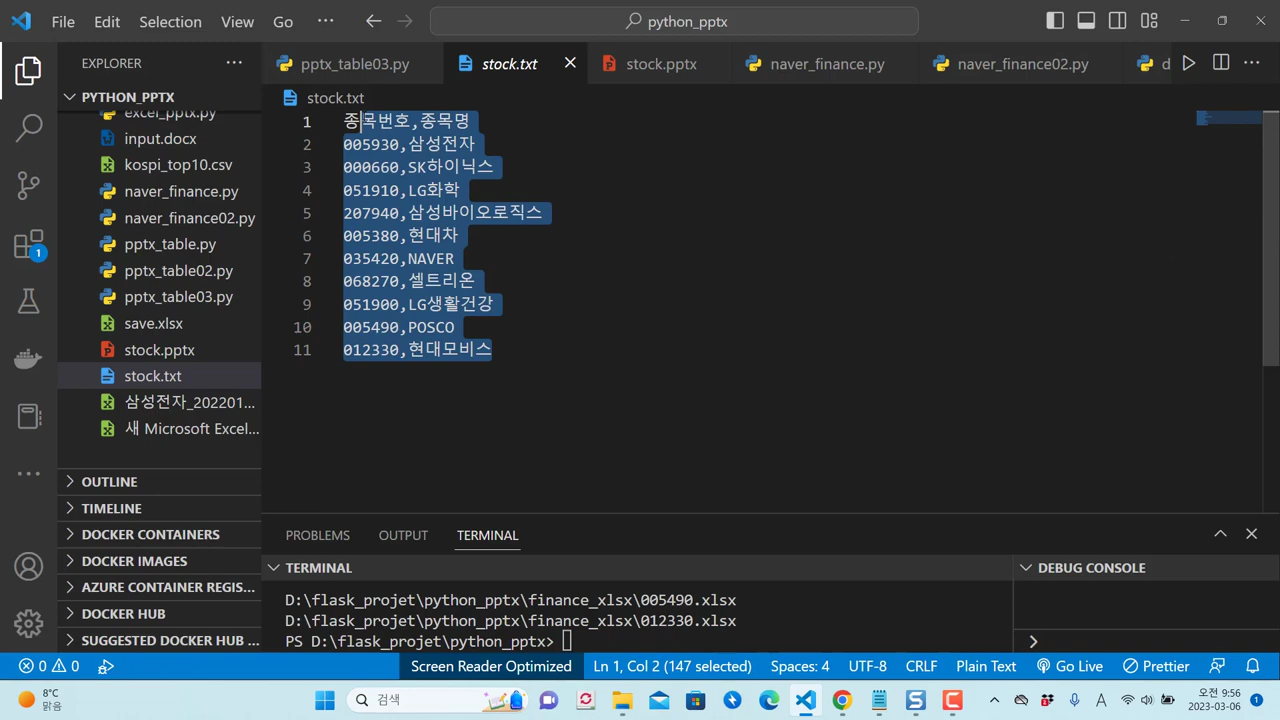 File Edit Selection View Go ··· python_pptx
EXPLORER ···
pptx_table03.py stock.txt stock.pptx naver_finance.py naver_finance02.py d
PYTHON_PPTX
stock.txt
excel_pptx.py
input.docx
kospi_top10.csv
naver_finance.py
naver_finance02.py
pptx_table.py
pptx_table02.py
pptx_table03.py
save.xlsx
stock.pptx
stock.txt
삼성전자_202201...
새 Microsoft Excel...
OUTLINE
TIMELINE
DOCKER CONTAINERS
DOCKER IMAGES
AZURE CONTAINER REGIS...
DOCKER HUB
SUGGESTED DOCKER HUB ...
1 종목번호,종목명
2 005930,삼성전자
3 000660,SK하이닉스
4 051910,LG화학
5 207940,삼성바이오로직스
6 005380,현대차
7 035420,NAVER
8 068270,셀트리온
9 051900,LG생활건강
10 005490,POSCO
11 012330,현대모비스
1
PROBLEMS OUTPUT TERMINAL
TERMINAL
DEBUG CONSOLE
D:\flask_projet\python_pptx\finance_xlsx\005490.xlsx
D:\flask_projet\python_pptx\finance_xlsx\012330.xlsx
PS D:\flask_projet\python_pptx>
0 0 Screen Reader Optimized Ln 1, Col 2 (147 selected) Spaces: 4 UTF-8 CRLF Plain Text Go Live Prettier
8°C
맑음
검색
A
오전 9:56
2023-03-06
1